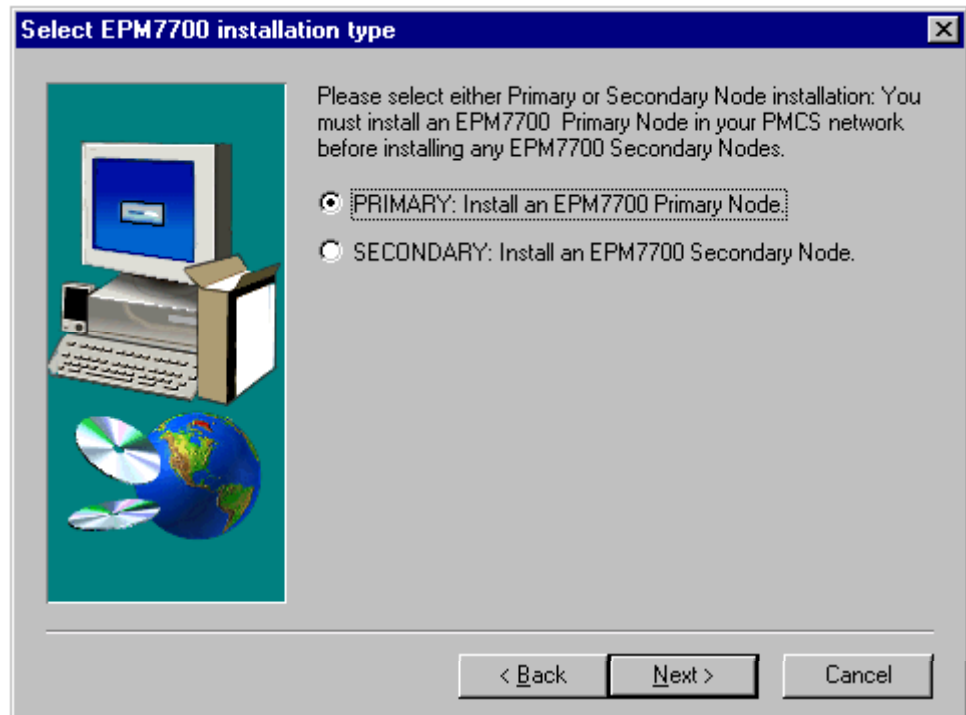 Select EPM7700 installation type
Please select either Primary or Secondary Node installation: You
must install an EPM7700  Primary Node in your PMCS network
before installing any EPM7700 Secondary Nodes.
PRIMARY: Install an EPM7700 Primary Node.
SECONDARY: Install an EPM7700 Secondary Node.
< Back
Next >
Cancel